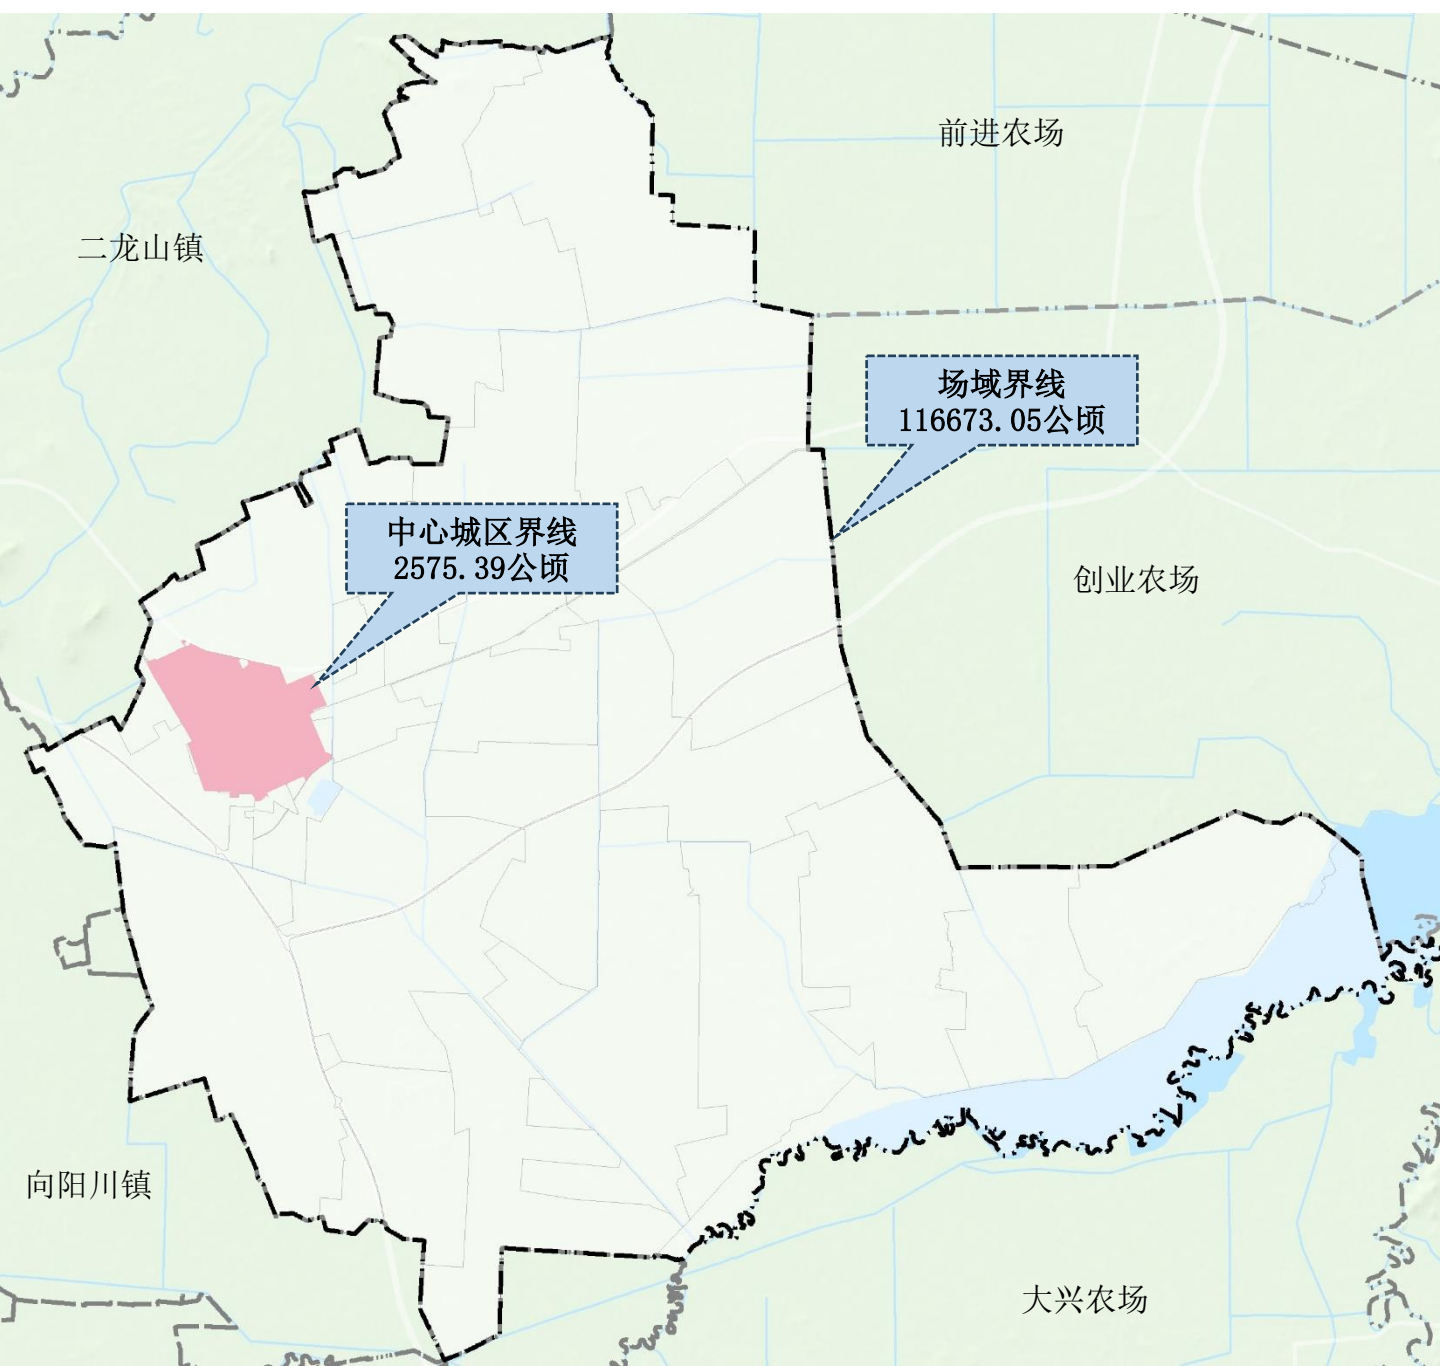 前进农场
二龙山镇
场域界线
116673.05公顷
中心城区界线
2575.39公顷
创业农场
向阳川镇
大兴农场